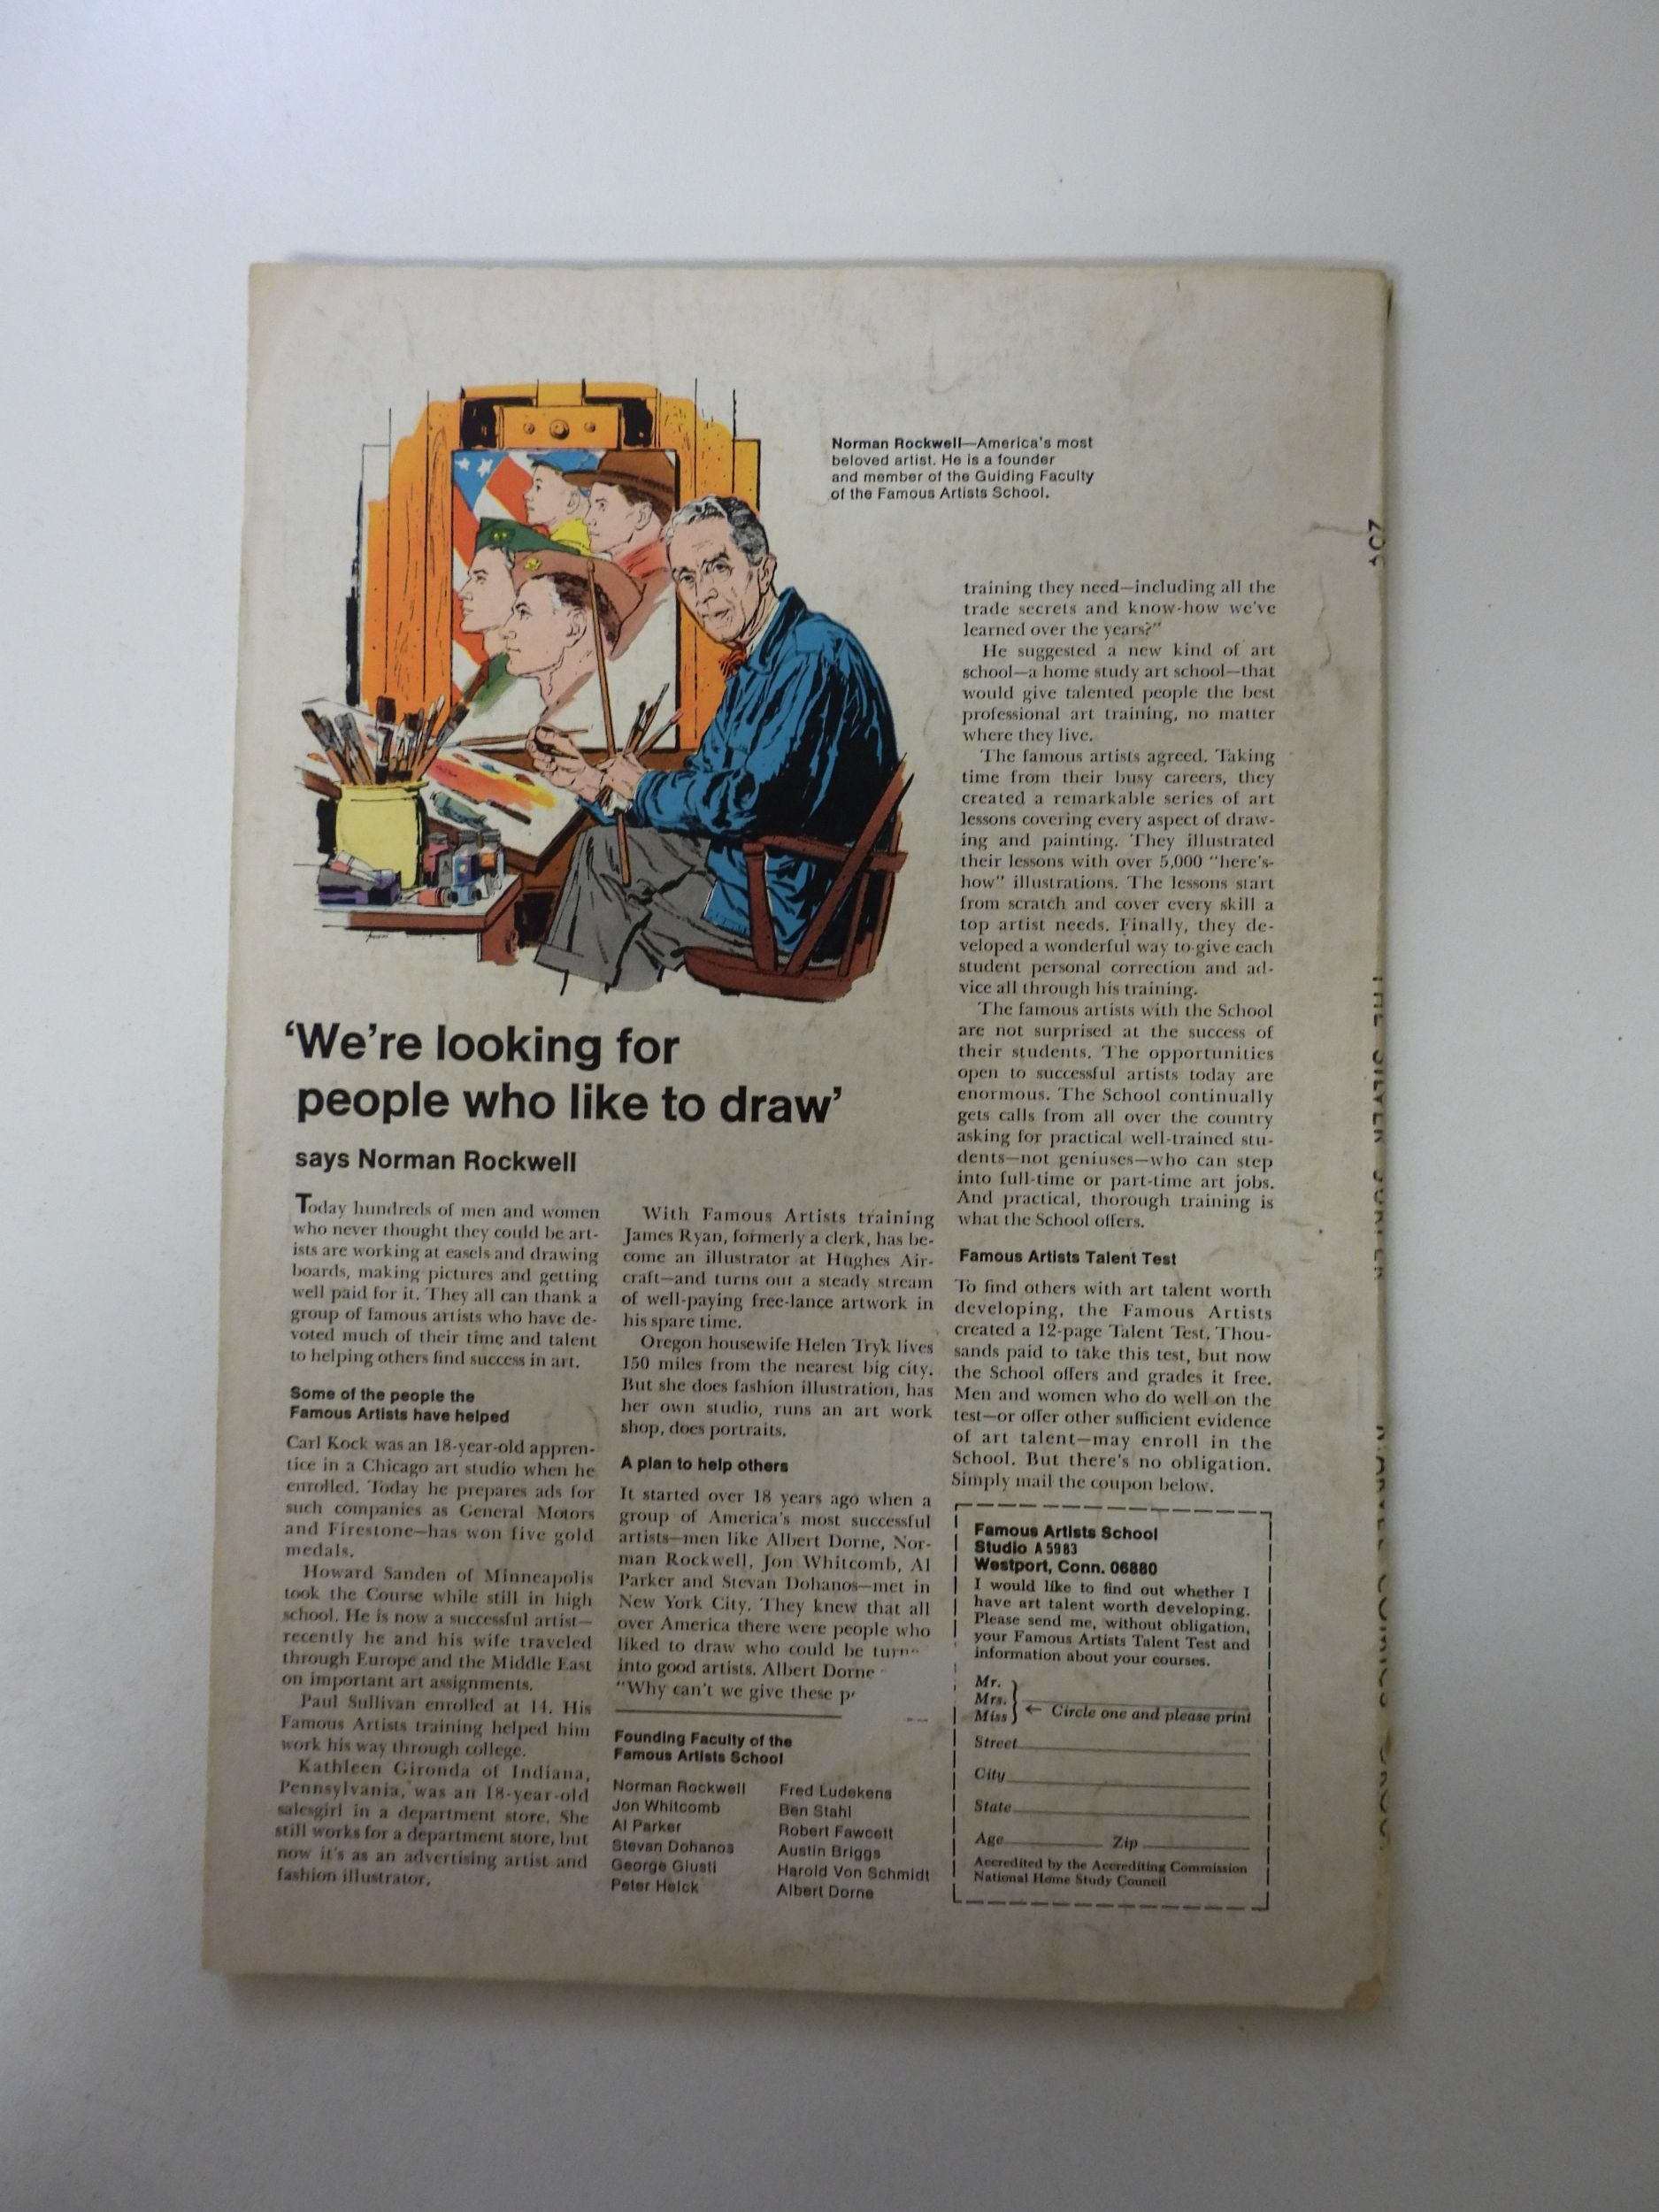 Norman Rockwell—America's most
beloved artist. He is a founder
and member of the Guiding Faculty
of the Famous Artists School.
'We're looking for
people who like to draw'
says Norman Rockwell
Today hundreds of men and women
who never thought they could be art-
ists are working at easels and drawing
boards, making pictures and getting
well paid for it. They all can thank a
group of famous artists who have de-
voted much of their time and talent
to helping others find success in art.
Some of the people the
Famous Artists have helped
Carl Kock was an 18-year-old appren-
tice in a Chicago art studio when he
enrolled. Today he prepares ads for
such companies as General Motors
and Firestone—has won five gold
medals.
Howard Sanden of Minneapolis
took the Course while still in high
school. He is now a successful artist—
recently he and his wife traveled
through Europe and the Middle East
on important art assignments.
Paul Sullivan enrolled at 14. His
Famous Artists training helped him
work his way through college.
Kathleen Gironda of Indiana,
Pennsylvania, was an 18-year-old
salesgirl in a department store. She
still works for a department store, but
now it's as an advertising artist and
fashion illustrator.
With Famous Artists training
James Ryan, formerly a clerk, has be-
come an illustrator at Hughes Air-
craft—and turns out a steady stream
of well-paying free-lance artwork in
his spare time.
Oregon housewife Helen Tryk lives
150 miles from the nearest big city.
But she does fashion illustration, has
her own studio, runs an art work
shop, does portraits.
A plan to help others
It started over 18 years ago when a
group of America's most successful
artists—men like Albert Dorne, Nor-
man Rockwell, Jon Whitcomb, Al
Parker and Stevan Dohanos—met in
New York City. They knew that all
over America there were people who
liked to draw who could be turne
into good artists. Albert Dorne
"Why can't we give these p
Founding Faculty of the
Famous Artists School
Norman Rockwell
Jon Whitcomb
Al Parker
Stevan Dohanos
George Giusti
Peter Helck
Fred Ludekens
Ben Stahl
Robert Fawcett
Austin Briggs
Harold Von Schmidt
Albert Dorne
training they need—including all the
trade secrets and know-how we've
learned over the years?"
He suggested a new kind of art
school—a home study art school—that
would give talented people the best
professional art training, no matter
where they live.
The famous artists agreed. Taking
time from their busy careers, they
created a remarkable series of art
lessons covering every aspect of draw-
ing and painting. They illustrated
their lessons with over 5,000 "here's-
how" illustrations. The lessons start
from scratch and cover every skill a
top artist needs. Finally, they de-
veloped a wonderful way to give each
student personal correction and ad-
vice all through his training.
The famous artists with the School
are not surprised at the success of
their students. The opportunities
open to successful artists today are
enormous. The School continually
gets calls from all over the country
asking for practical well-trained stu-
dents—not geniuses—who can step
into full-time or part-time art jobs.
And practical, thorough training is
what the School offers.
Famous Artists Talent Test
To find others with art talent worth
developing, the Famous Artists
created a 12-page Talent Test. Thou-
sands paid to take this test, but now
the School offers and grades it free.
Men and women who do well on the
test—or offer other sufficient evidence
of art talent—may enroll in the
School. But there's no obligation.
Simply mail the coupon below.
Famous Artists School
Studio A5983
Westport, Conn. 06880
I would like to find out whether I
have art talent worth developing.
Please send me, without obligation,
your Famous Artists Talent Test and
information about your courses.
Mr.
Mrs.
Miss
← Circle one and please print
Street
City
State
Age Zip
Accredited by the Accrediting Commission
National Home Study Council
THE SILVER SURFER